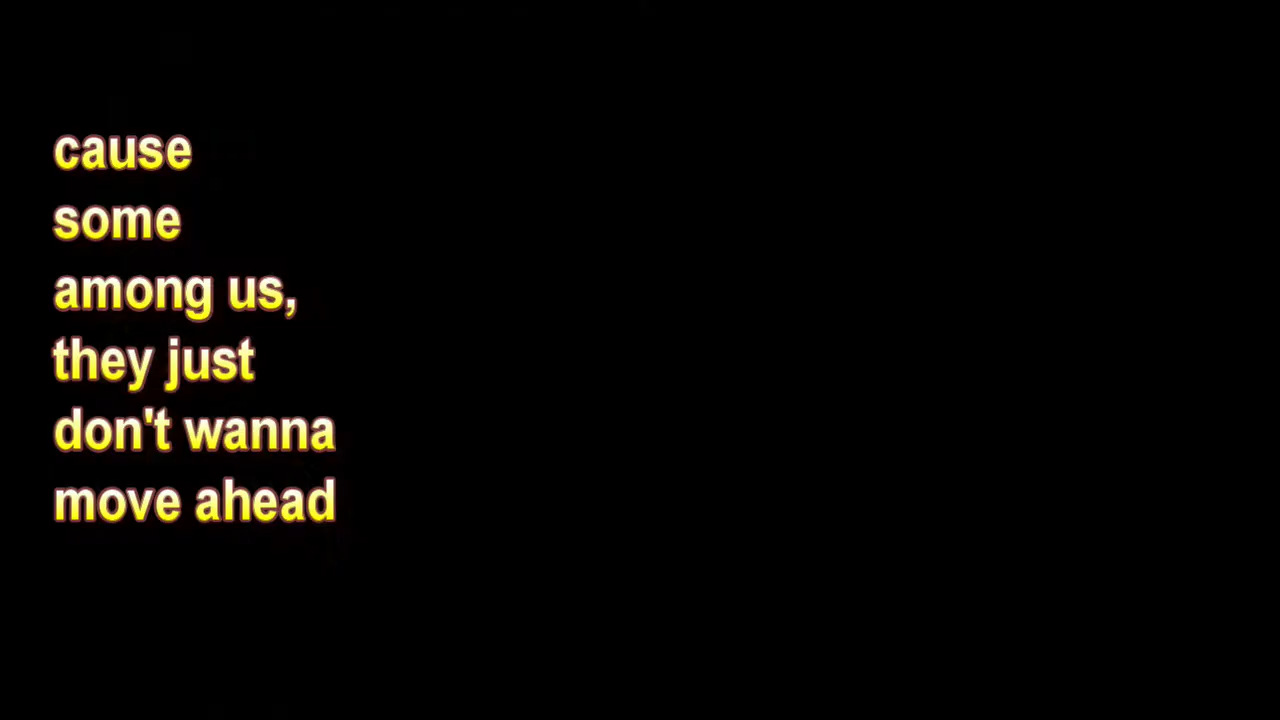 cause
some
among us,
they just
don't wanna
move ahead